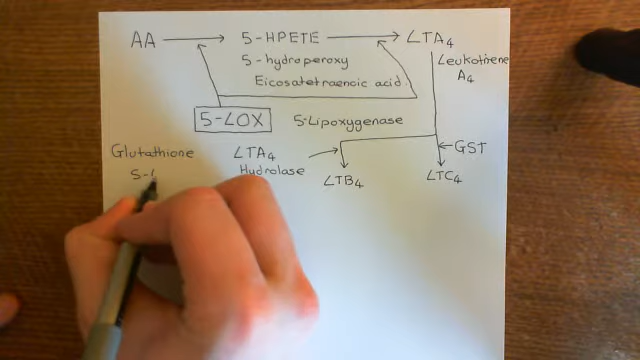 AA → 5-HPETE → LTA4
5-hydroperoxy
Eicosatetraenoic acid
Leukotriene
A4
5-LOX
5-Lipoxygenase
GST
Glutathione
S-
LTA4
Hydrolase
LTB4
LTC4